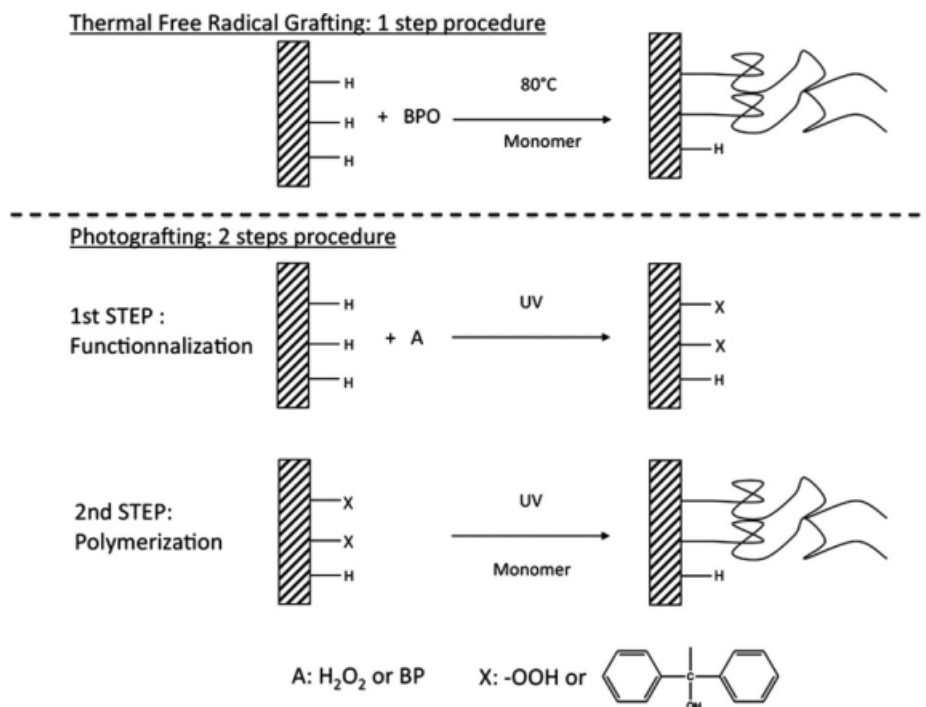 Thermal Free Radical Grafting: 1 step procedure
H
H
H
+ BPO
80°C
Monomer
H
Photografting: 2 steps procedure
1st STEP :
Functionnalization
H
H
H
+ A
UV
X
X
H
2nd STEP:
Polymerization
X
X
H
UV
Monomer
H
A: H₂O₂ or BP
X: -OOH or
C
OH